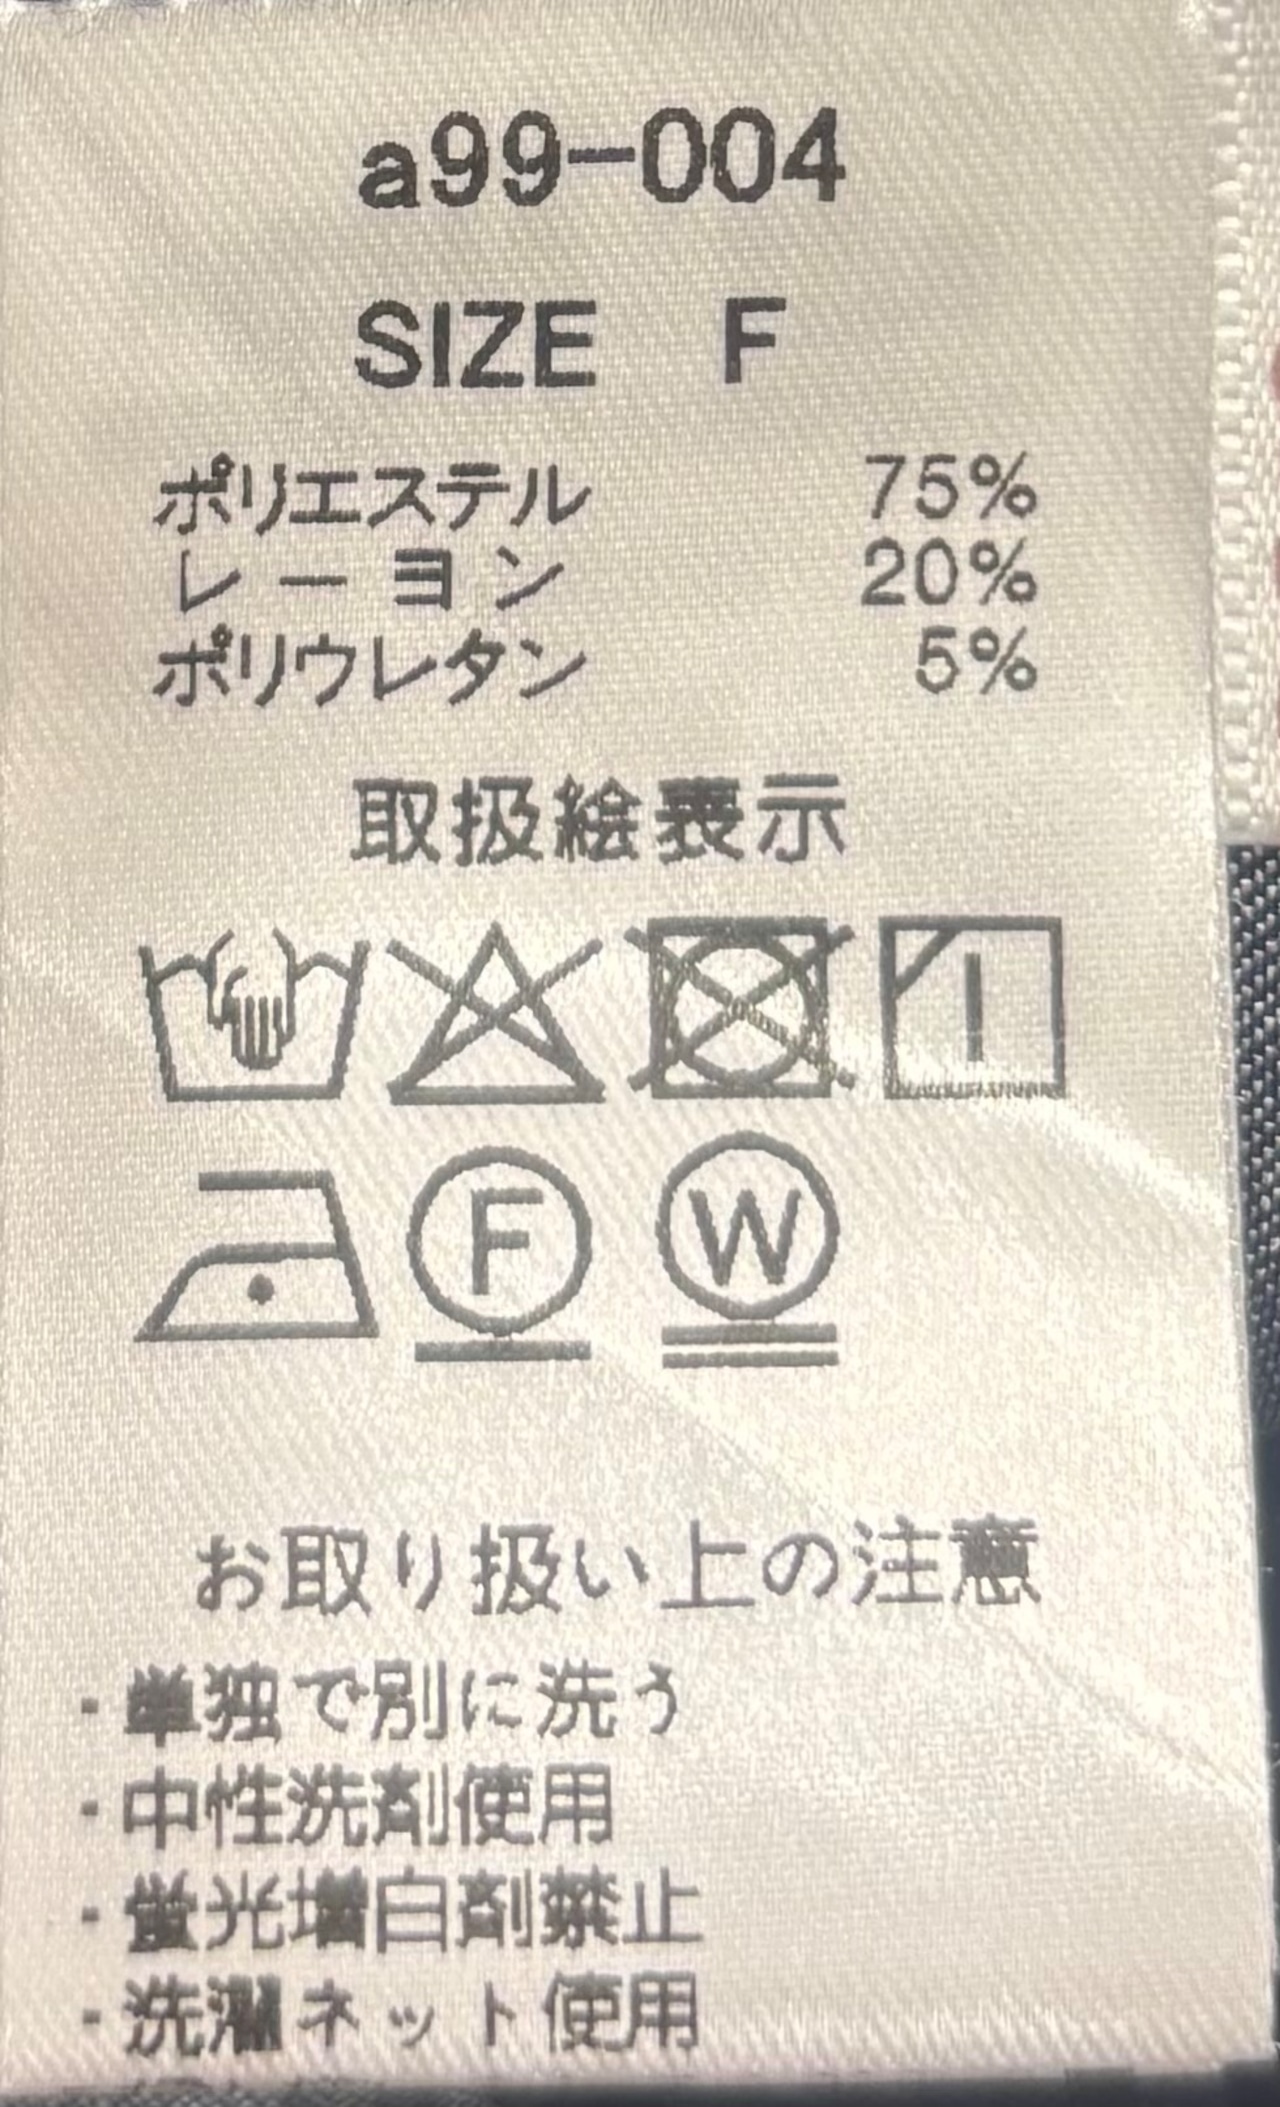 a99-004
SIZE F
ポリエステル 75%
レーヨン 20%
ポリウレタン 5%
取扱絵表示
F W
お取り扱い上の注意
・単独で別に洗う
・中性洗剤使用
・蛍光増白剤禁止
・洗濯ネット使用